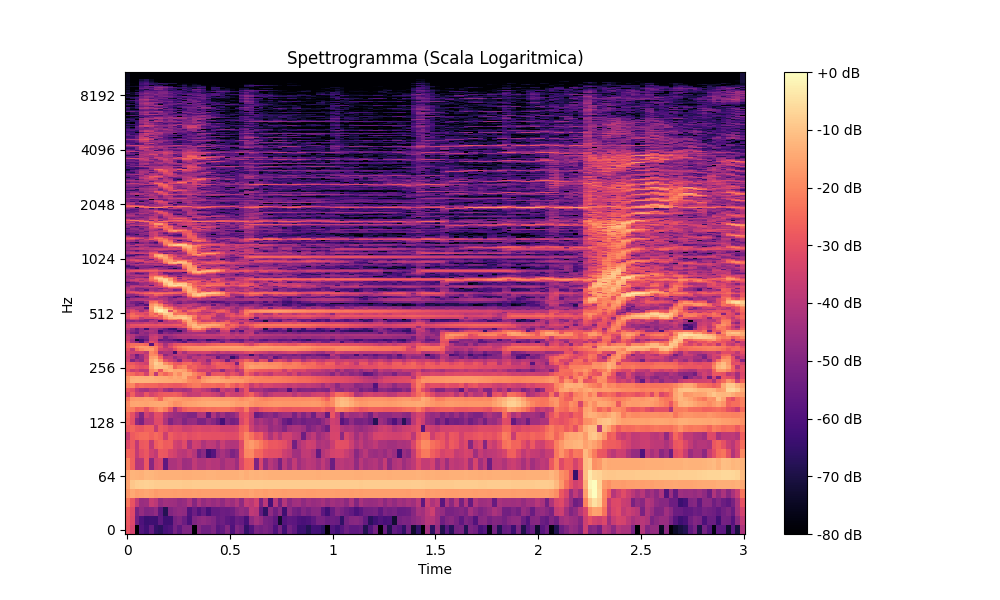 Spettrogramma (Scala Logaritmica)
Hz
8192
4096
2048
1024
512
256
128
64
0
0 0.5 1 1.5 2 2.5 3
Time
+0 dB
-10 dB
-20 dB
-30 dB
-40 dB
-50 dB
-60 dB
-70 dB
-80 dB